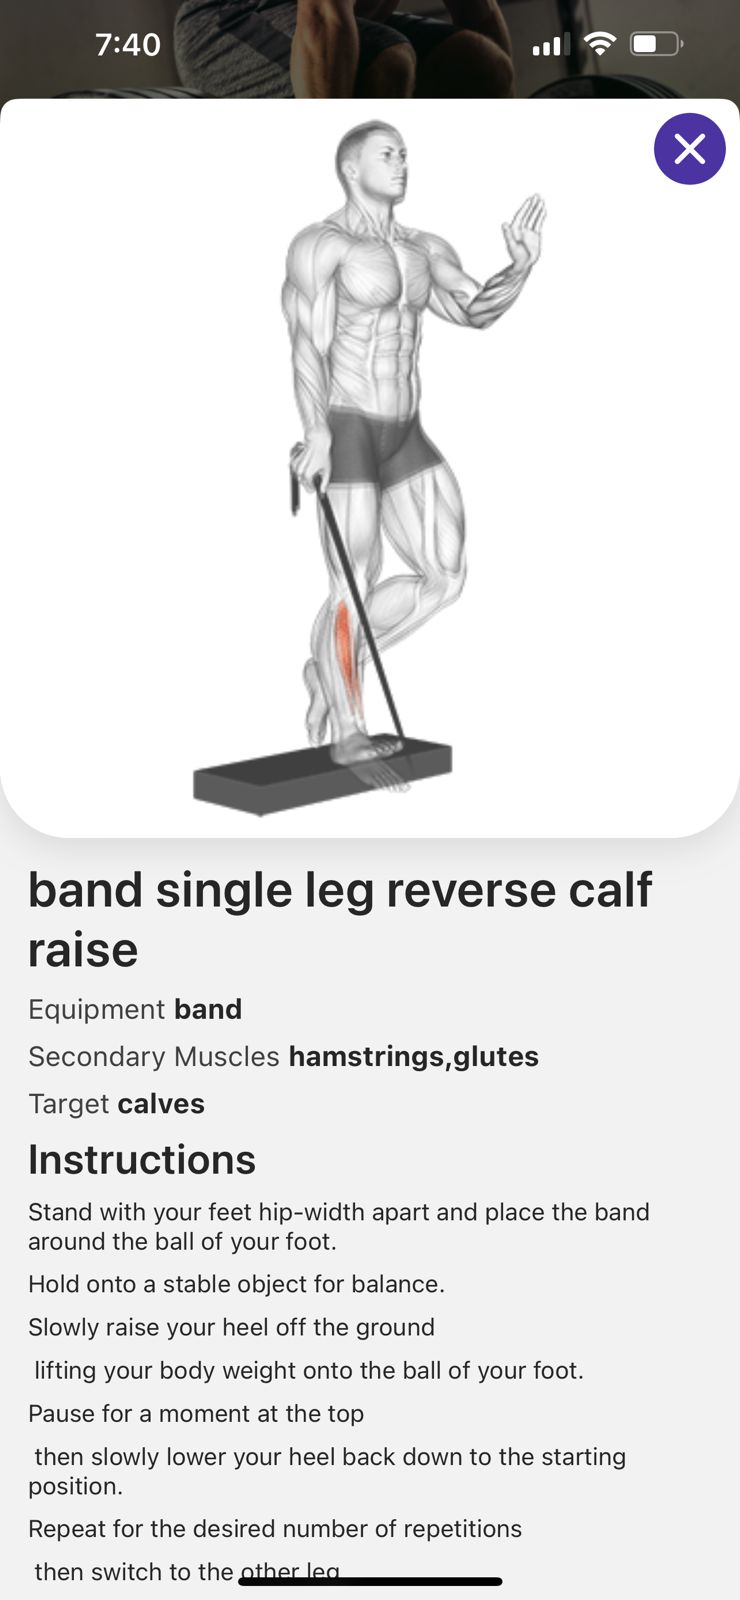 7:40
band single leg reverse calf
raise
Equipment band
Secondary Muscles hamstrings,glutes
Target calves
Instructions
Stand with your feet hip-width apart and place the band
around the ball of your foot.
Hold onto a stable object for balance.
Slowly raise your heel off the ground
lifting your body weight onto the ball of your foot.
Pause for a moment at the top
then slowly lower your heel back down to the starting
position.
Repeat for the desired number of repetitions
then switch to the other leg